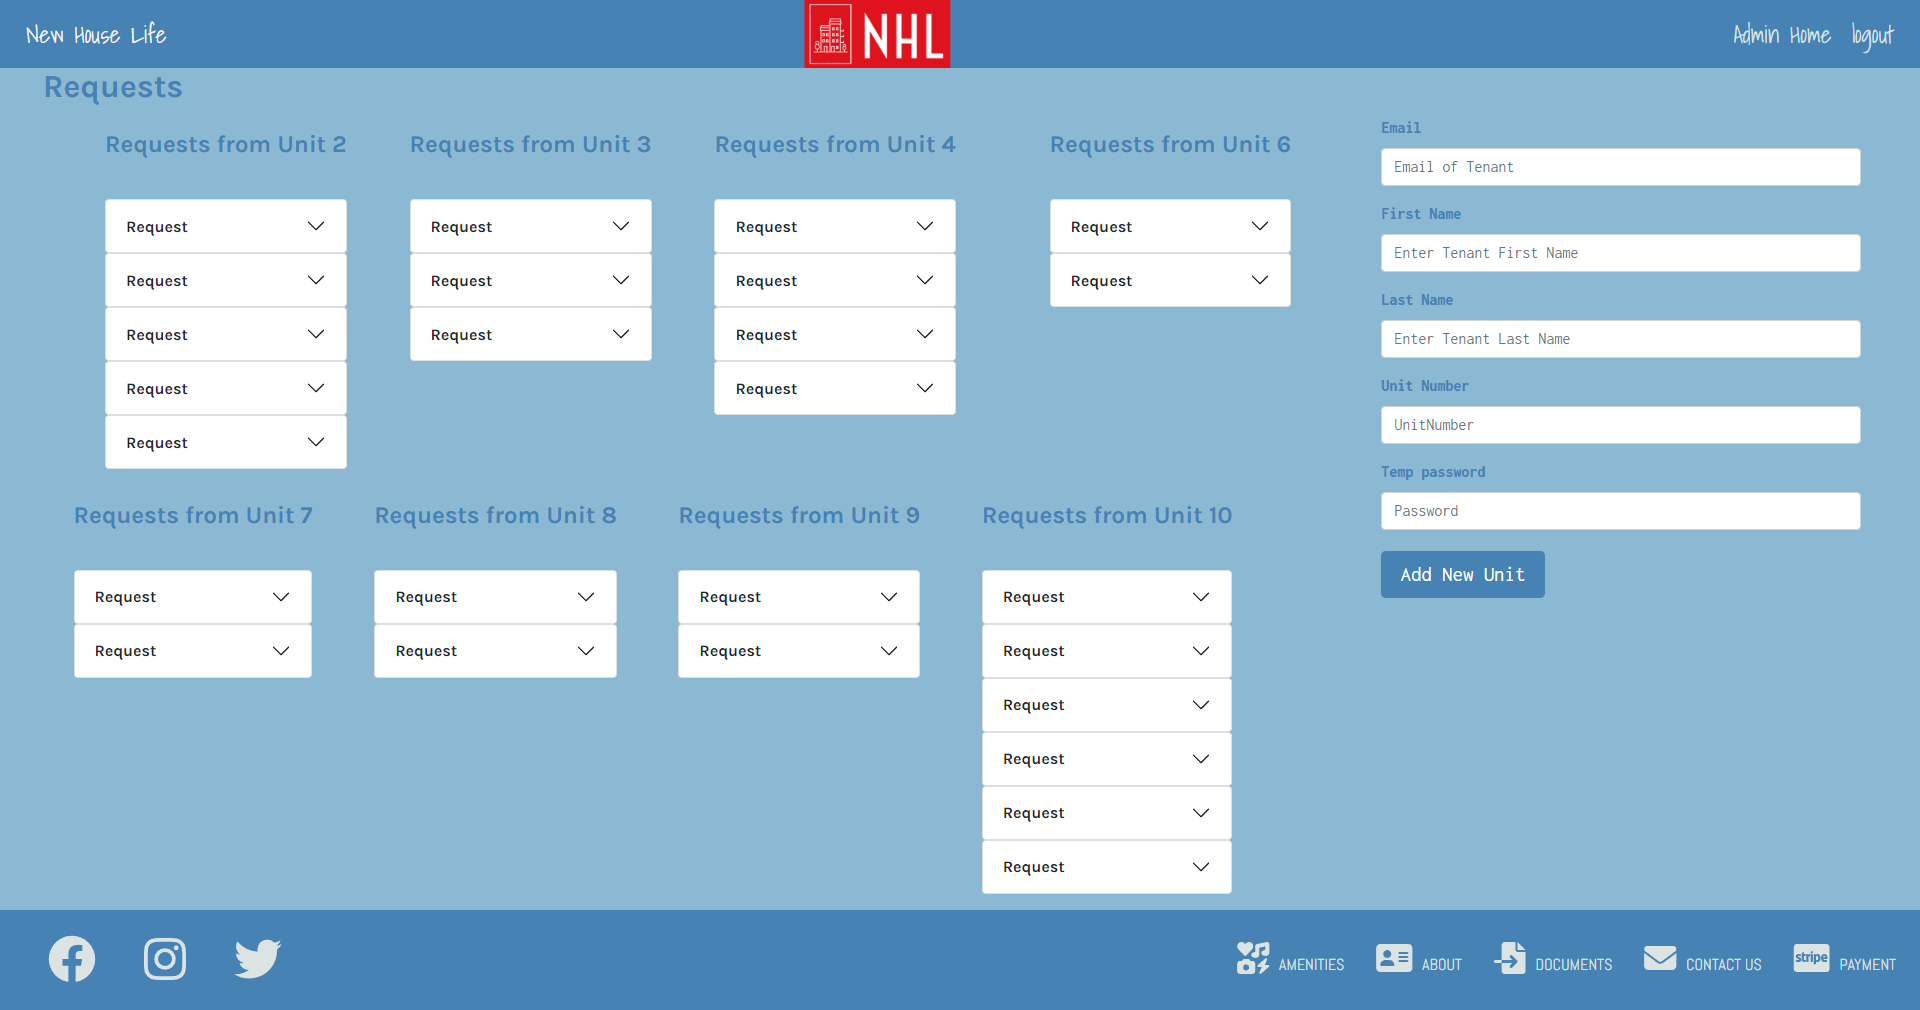 New House Life
NHL
Admin Home logout
Requests
Requests from Unit 2
Request
Request
Request
Request
Request
Requests from Unit 3
Request
Request
Request
Requests from Unit 4
Request
Request
Request
Request
Requests from Unit 6
Request
Request
Requests from Unit 7
Request
Request
Requests from Unit 8
Request
Request
Requests from Unit 9
Request
Request
Requests from Unit 10
Request
Request
Request
Request
Request
Request
Email
Email of Tenant
First Name
Enter Tenant First Name
Last Name
Enter Tenant Last Name
Unit Number
UnitNumber
Temp password
Password
Add New Unit
AMENITIES
ABOUT
DOCUMENTS
CONTACT US
stripe PAYMENT